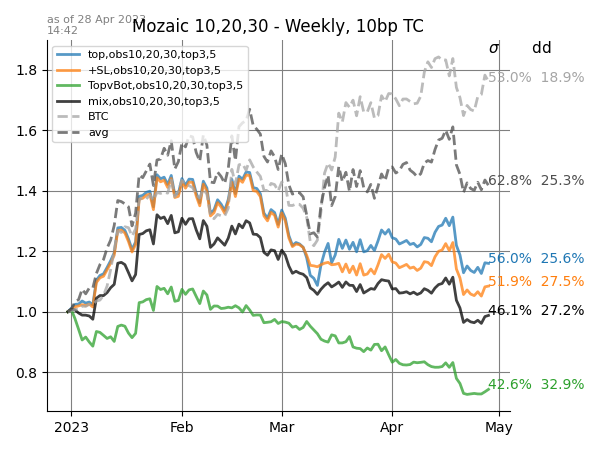 as of 28 Apr 2023
14:42
Mozaic 10,20,30 - Weekly, 10bp TC
σ dd
top,obs10,20,30,top3,5
+SL,obs10,20,30,top3,5
TopvBot,obs10,20,30,top3,5
mix,obs10,20,30,top3,5
BTC
avg
53.0% 18.9%
62.8% 25.3%
56.0% 25.6%
51.9% 27.5%
46.1% 27.2%
42.6% 32.9%
1.8
1.6
1.4
1.2
1.0
0.8
2023 Feb Mar Apr May